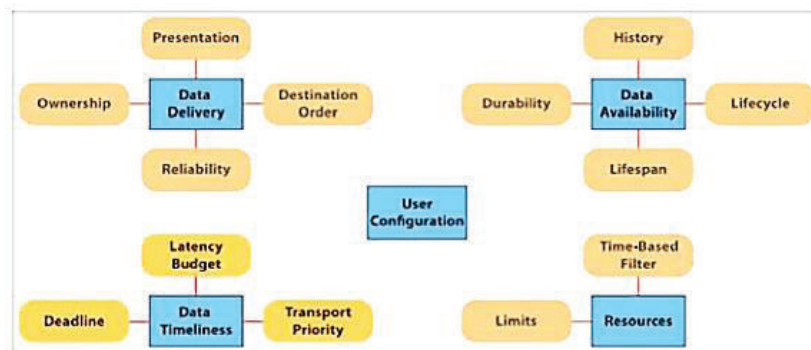 Presentation
Ownership
Data
Delivery
Destination
Order
Reliability
History
Durability
Data
Availability
Lifecycle
Lifespan
User
Configuration
Latency
Budget
Deadline
Data
Timeliness
Transport
Priority
Time-Based
Filter
Limits
Resources